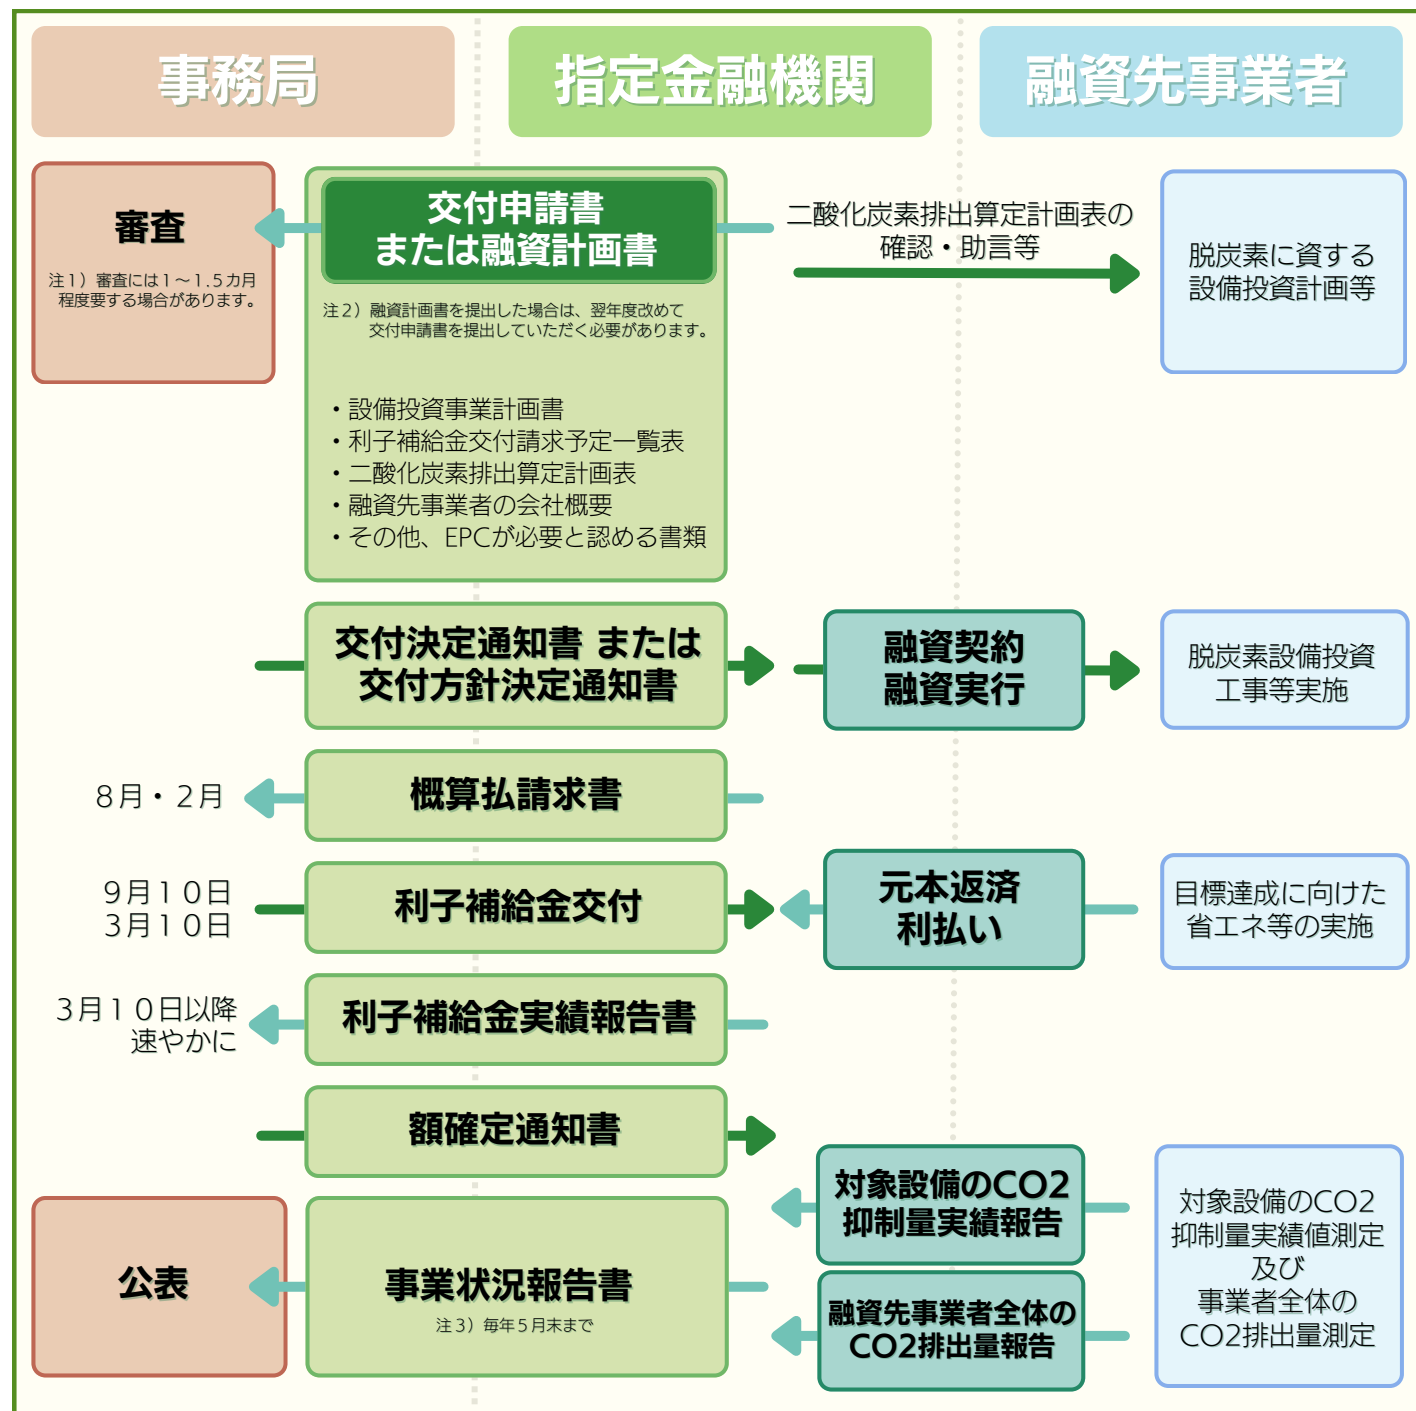 事務局
指定金融機関
融資先事業者
審査
注１）審査には１～１.５カ月
程度要する場合があります。
交付申請書
または融資計画書
注２）融資計画書を提出した場合は、翌年度改めて
交付申請書を提出していただく必要があります。
・設備投資事業計画書
・利子補給金交付請求予定一覧表
・二酸化炭素排出算定計画表
・融資先事業者の会社概要
・その他、EPCが必要と認める書類
二酸化炭素排出算定計画表の
確認・助言等
脱炭素に資する
設備投資計画等
交付決定通知書 または
交付方針決定通知書
融資契約
融資実行
脱炭素設備投資
工事等実施
８月・２月
概算払請求書
９月１０日
３月１０日
利子補給金交付
元本返済
利払い
目標達成に向けた
省エネ等の実施
３月１０日以降
速やかに
利子補給金実績報告書
額確定通知書
公表
事業状況報告書
注３）毎年５月末まで
対象設備のCO2
抑制量実績報告
融資先事業者全体の
CO2排出量報告
対象設備のCO2
抑制量実績値測定
及び
事業者全体の
CO2排出量測定